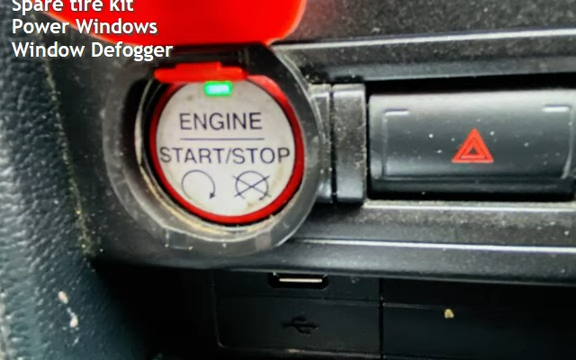 Spare tire kit
Power Windows
Window Defogger
ENGINE
START/STOP